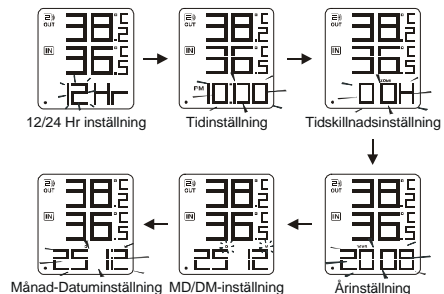 OUT 38.2 °C
IN 36.5 °C
12Hr
12/24 Hr inställning
OUT 38.2 °C
IN 36.5 °C
PM 10:00
Tidinställning
OUT 38.2 °C
IN 36.5 °C
ZONE 00H
Tidskillnadsinställning
OUT 38.2 °C
IN 36.5 °C
25 12
Månad-Datuminställning
OUT 38.2 °C
IN 36.5 °C
25 12
MD/DM-inställning
OUT 38.2 °C
IN 36.5 °C
2005
Årinställning